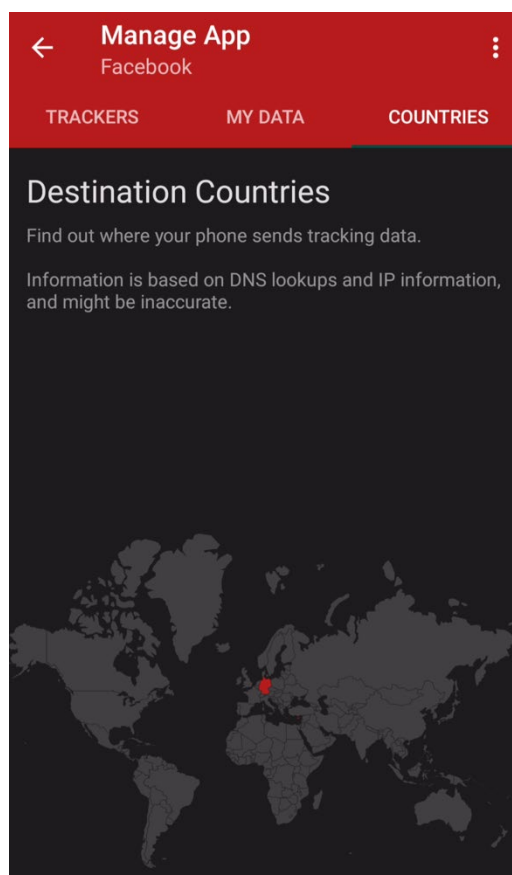 Manage App
Facebook
TRACKERS MY DATA COUNTRIES
Destination Countries
Find out where your phone sends tracking data.
Information is based on DNS lookups and IP information,
and might be inaccurate.